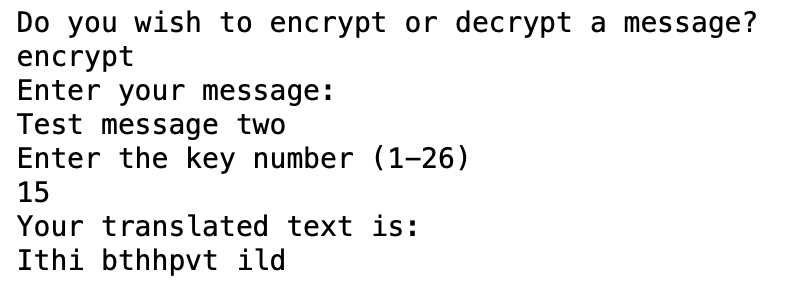 Do you wish to encrypt or decrypt a message?
encrypt
Enter your message:
Test message two
Enter the key number (1–26)
15
Your translated text is:
Ithi bthhpvt ild